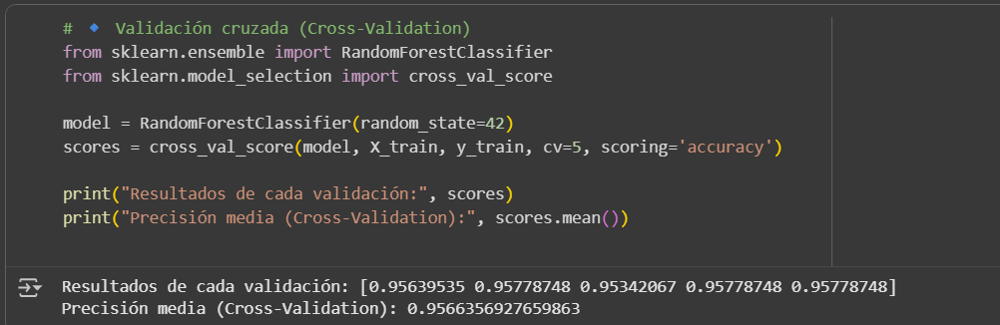 # 🔹 Validación cruzada (Cross-Validation)
from sklearn.ensemble import RandomForestClassifier
from sklearn.model_selection import cross_val_score
model = RandomForestClassifier(random_state=42)
scores = cross_val_score(model, X_train, y_train, cv=5, scoring='accuracy')
print("Resultados de cada validación:", scores)
print("Precisión media (Cross-Validation):", scores.mean())
Resultados de cada validación: [0.95639535 0.95778748 0.95342067 0.95778748 0.95778748]
Precisión media (Cross-Validation): 0.9566356927659863